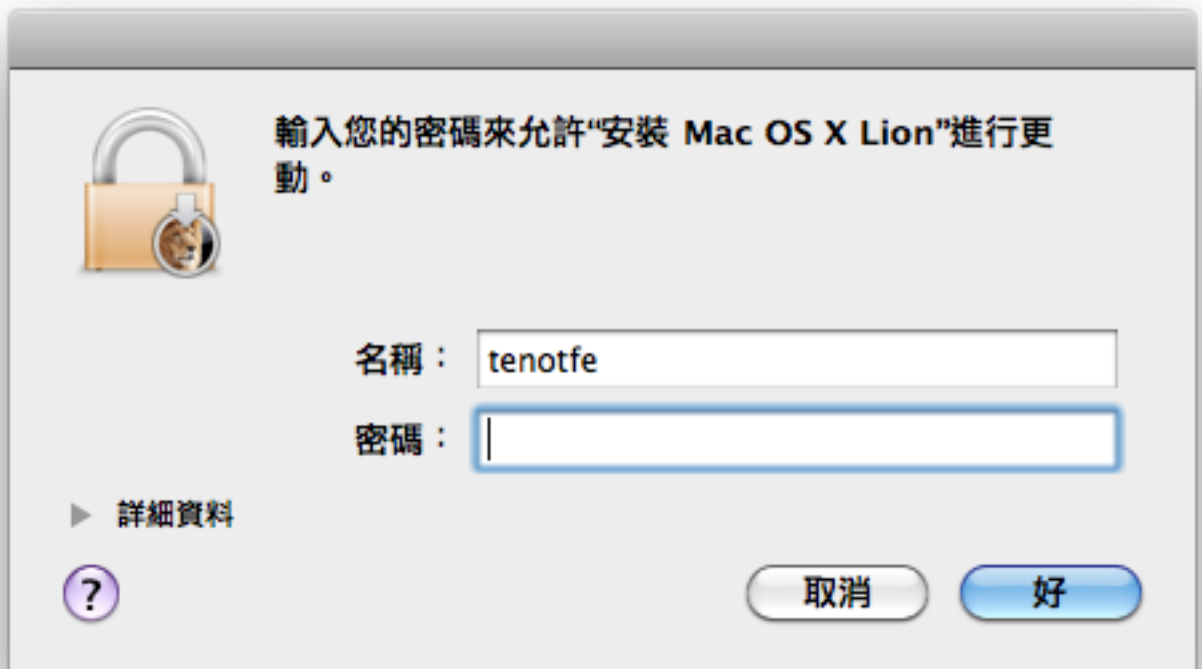 輸入您的密碼來允許“安裝 Mac OS X Lion”進行更
動。
名稱： tenotfe
密碼：
詳細資料
?
取消 好